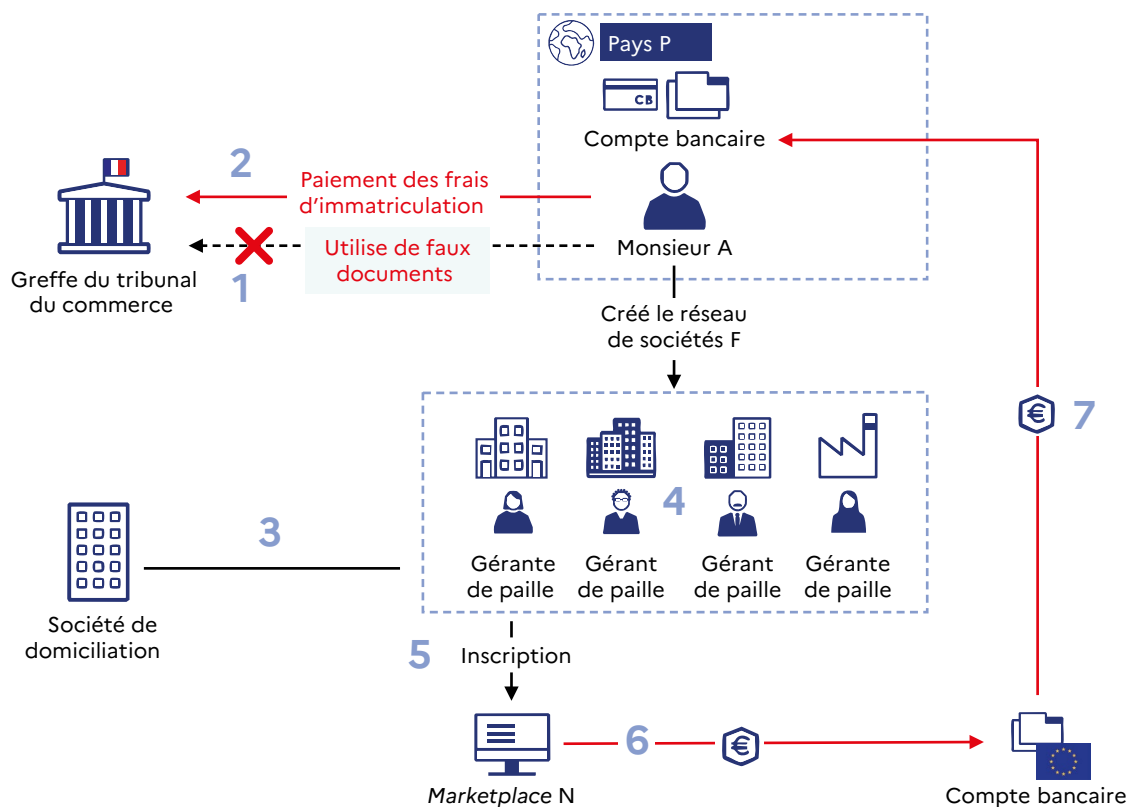 Pays P
CB
Compte bancaire
2
Paiement des frais
d'immatriculation
Monsieur A
Utilise de faux
documents
1
Greffe du tribunal
du commerce
Créé le réseau
de sociétés F
7
4
3
Gérante
de paille
Gérant
de paille
Gérant
de paille
Gérante
de paille
Société de
domiciliation
5
Inscription
6
Marketplace N
Compte bancaire